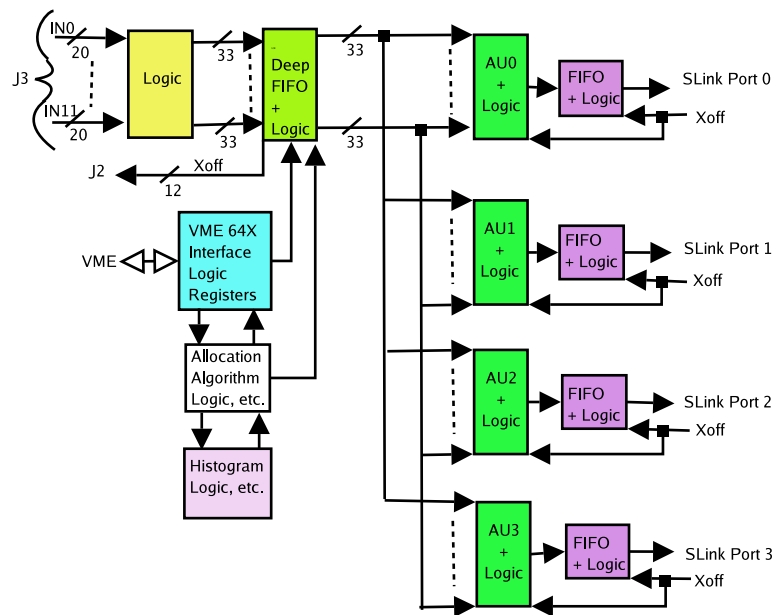 IN0
20
33
33
J3
Logic
Deep
FIFO
+
Logic
IN11
20
33
33
J2
Xoff
12
VME
VME 64X
Interface
Logic
Registers
Allocation
Algorithm
Logic, etc.
Histogram
Logic, etc.
AU0
+
Logic
FIFO
+ Logic
SLink Port 0
Xoff
AU1
+
Logic
FIFO
+ Logic
SLink Port 1
Xoff
AU2
+
Logic
FIFO
+ Logic
SLink Port 2
Xoff
AU3
+
Logic
FIFO
+ Logic
SLink Port 3
Xoff